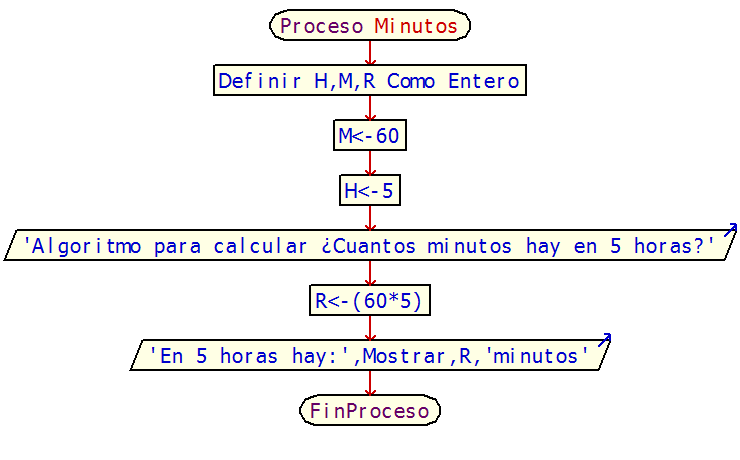 Proceso Minutos
Definir H,M,R Como Entero
M<-60
H<-5
'Algoritmo para calcular ¿Cuantos minutos hay en 5 horas?'
R<-(60*5)
'En 5 horas hay:',Mostrar,R,'minutos'
FinProceso